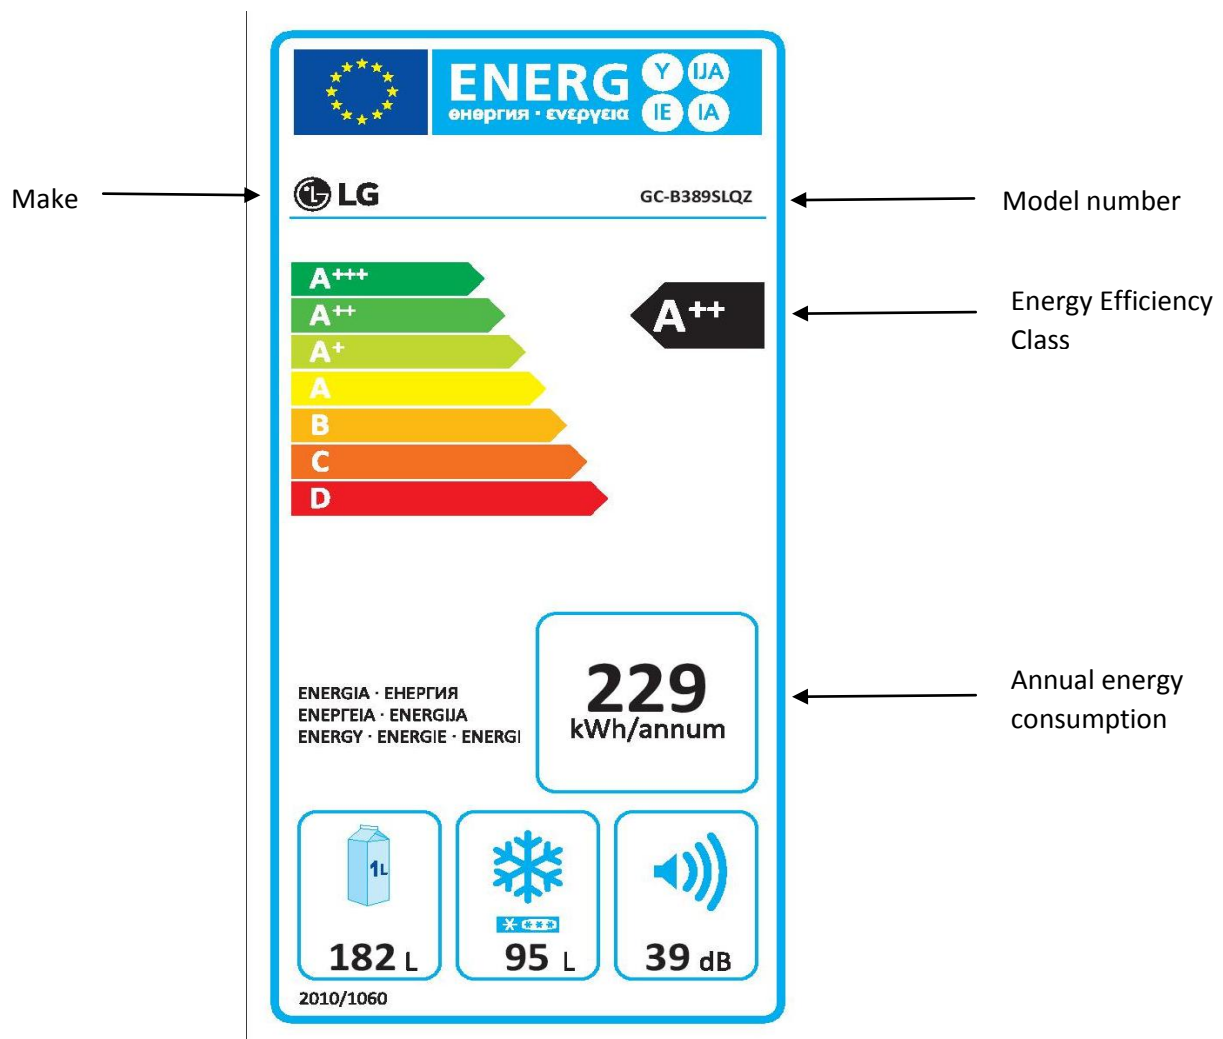 ENERG Y IJA
енергия · ενεργεια IE IA
Make
LG
GC-B389SLQZ
Model number
A+++
A++
A+
A
B
C
D
A++
Energy Efficiency
Class
ENERGIA · ЕНЕРГИЯ
ΕΝΕΡΓΕΙΑ · ENERGIJA
ENERGY · ENERGIE · ENERGI
229
kWh/annum
Annual energy
consumption
1L
182 L
95 L
39 dB
2010/1060